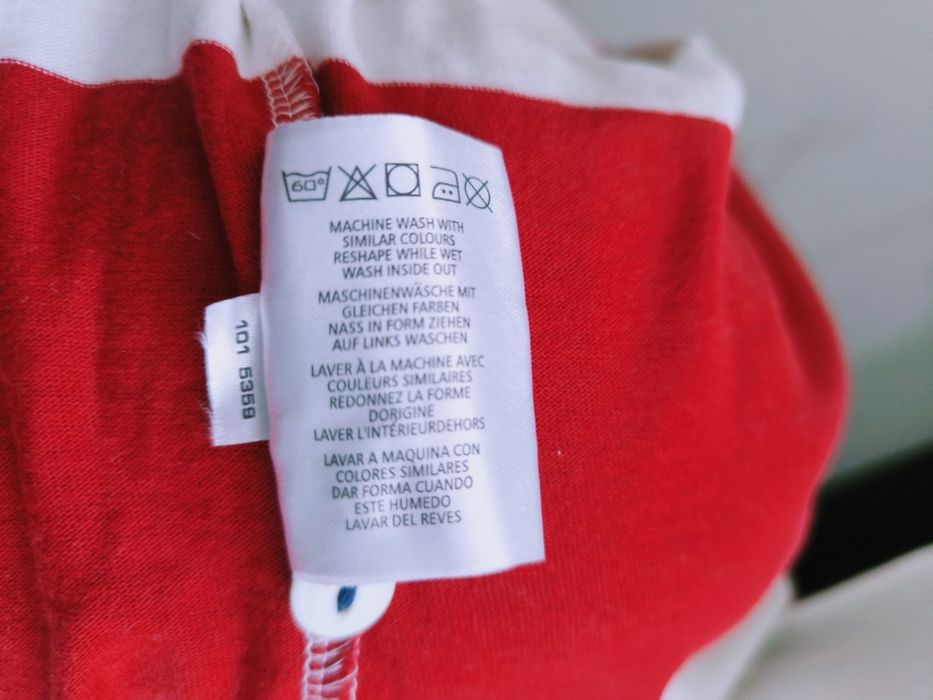 60°
MACHINE WASH WITH
SIMILAR COLOURS
RESHAPE WHILE WET
WASH INSIDE OUT
MASCHINENWÄSCHE MIT
GLEICHEN FARBEN
NASS IN FORM ZIEHEN
AUF LINKS WASCHEN
LAVER À LA MACHINE AVEC
COULEURS SIMILAIRES
REDONNEZ LA FORME
DORIGINE
LAVER L'INTÉRIEURDEHORS
LAVAR A MAQUINA CON
COLORES SIMILARES
DAR FORMA CUANDO
ESTE HUMEDO
LAVAR DEL REVES
101 5359